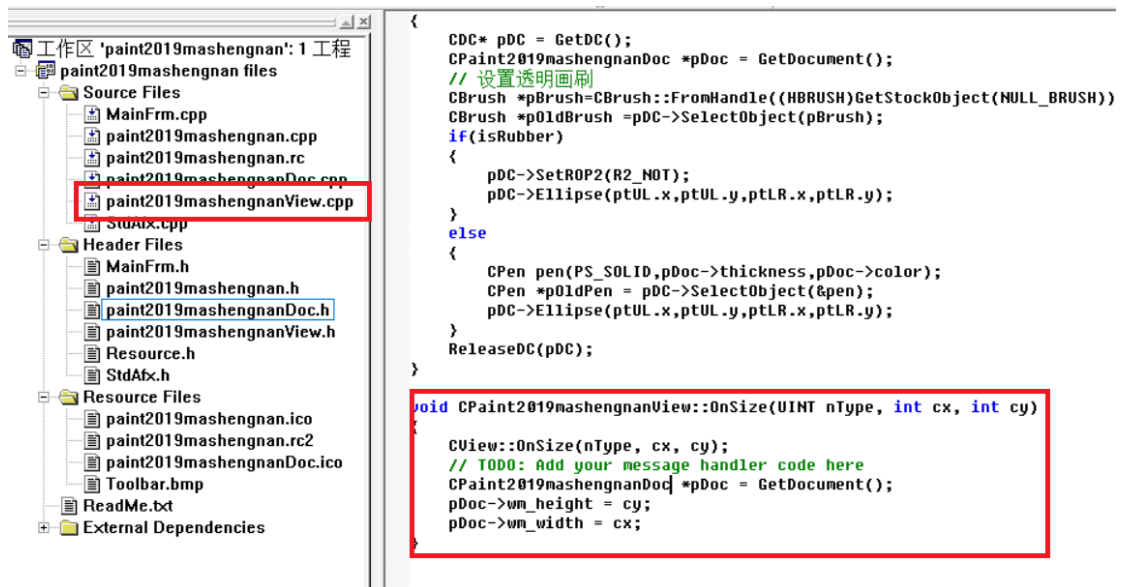 工作区 'paint2019mashengnan': 1 工程
paint2019mashengnan files
Source Files
MainFrm.cpp
paint2019mashengnan.cpp
paint2019mashengnan.rc
paint2019mashengnanDoc.cpp
paint2019mashengnanView.cpp
StdAfx.cpp
Header Files
MainFrm.h
paint2019mashengnan.h
paint2019mashengnanDoc.h
paint2019mashengnanView.h
Resource.h
StdAfx.h
Resource Files
paint2019mashengnan.ico
paint2019mashengnan.rc2
paint2019mashengnanDoc.ico
Toolbar.bmp
ReadMe.txt
External Dependencies
{
CDC* pDC = GetDC();
CPaint2019mashengnanDoc *pDoc = GetDocument();
// 设置透明画刷
CBrush *pBrush=CBrush::FromHandle((HBRUSH)GetStockObject(NULL_BRUSH))
CBrush *pOldBrush =pDC->SelectObject(pBrush);
if(isRubber)
{
pDC->SetROP2(R2_NOT);
pDC->Ellipse(ptUL.x,ptUL.y,ptLR.x,ptLR.y);
}
else
{
CPen pen(PS_SOLID,pDoc->thickness,pDoc->color);
CPen *pOldPen = pDC->SelectObject(&pen);
pDC->Ellipse(ptUL.x,ptUL.y,ptLR.x,ptLR.y);
}
ReleaseDC(pDC);
}
void CPaint2019mashengnanView::OnSize(UINT nType, int cx, int cy)
{
CView::OnSize(nType, cx, cy);
// TODO: Add your message handler code here
CPaint2019mashengnanDoc *pDoc = GetDocument();
pDoc->wm_height = cy;
pDoc->wm_width = cx;
}